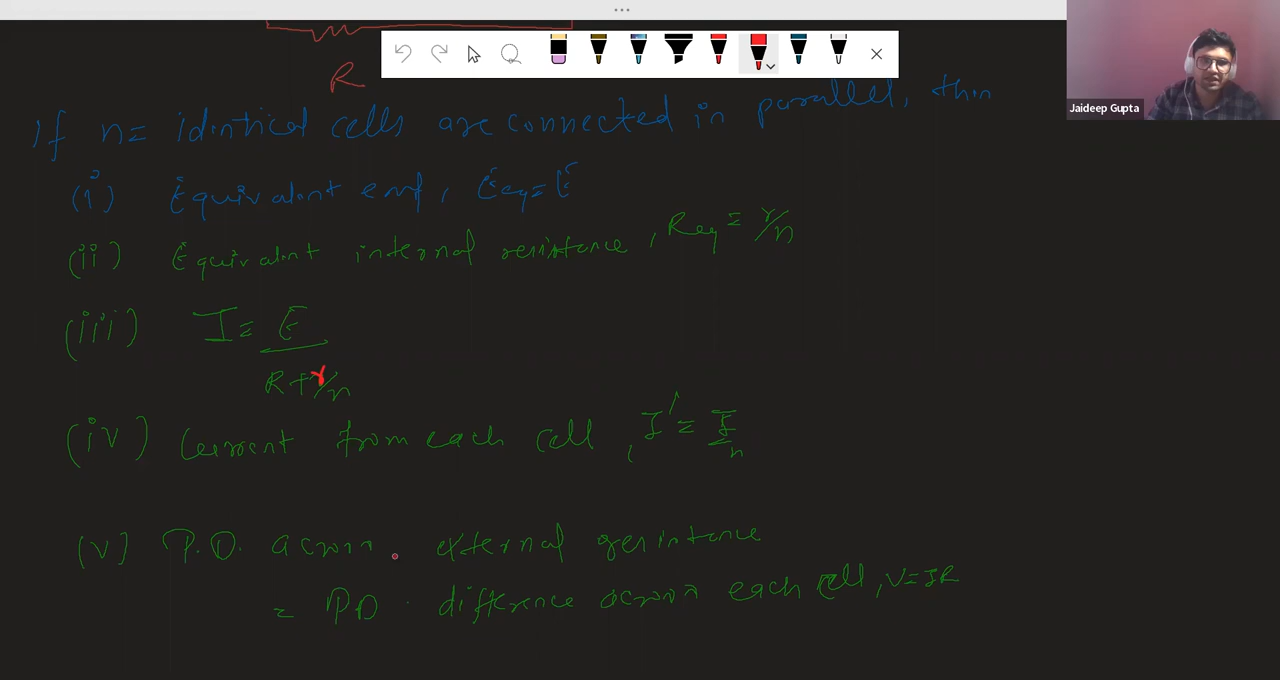 R
Jaideep Gupta
If n= identical cells are connected in parallel, then
(i) Equivalent emf, Eeq = E
(ii) Equivalent internal resistance, Req = r/n
(iii) I = E
R + r/n
(iv) Current from each cell, I' = I/n
(v) P.D. across external resistance
= PD. difference across each cell, V=IR